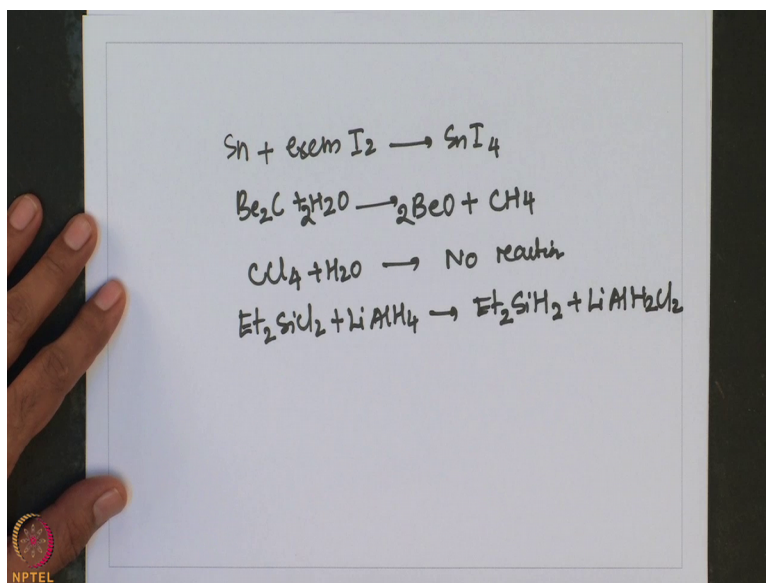 Sn + excess I2 → SnI4
Be2C + 2H2O → 2BeO + CH4
CCl4 + H2O → No reaction
Et2SiCl2 + LiAlH4 → Et2SiH2 + LiAlH2Cl2
NPTEL